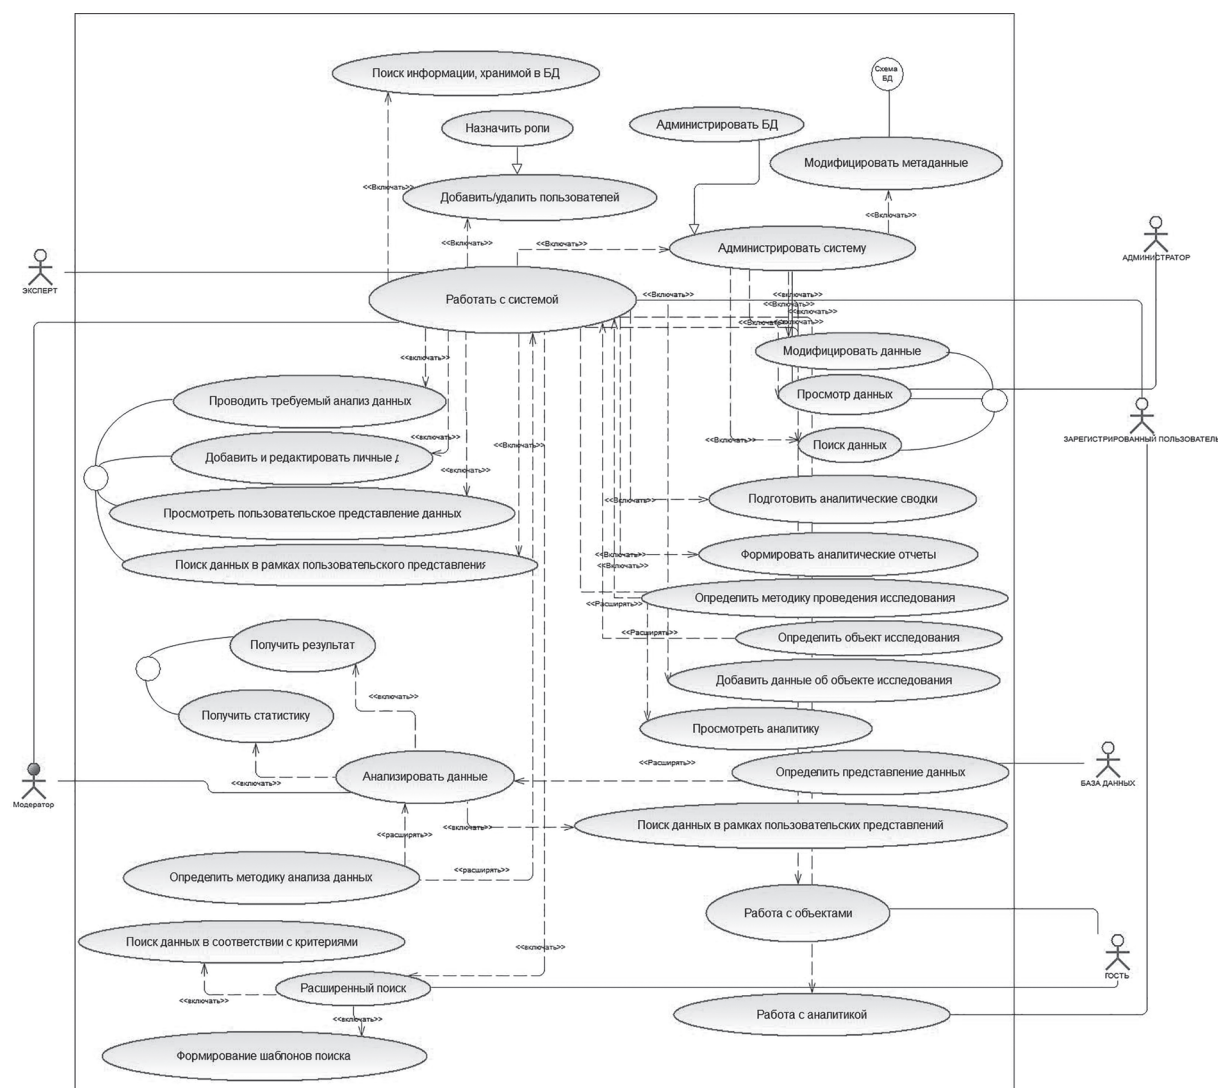 Поиск информации, хранимой в БД
Схема
БД
Назначить роли
Администрировать БД
Модифицировать метаданные
<<Включать>>
Добавить/удалить пользователей
<<Включать>>
<<Включать>>
<<Включать>>
Администрировать систему
АДМИНИСТРАТОР
ЭКСПЕРТ
Работать с системой
<<Включать>>
<<включать>>
<<Включать>>
<<включать>>
<<Включать>>
<<включать>>
Модифицировать данные
<<включать>>
Просмотр данных
Проводить требуемый анализ данных
ЗАРЕГИСТРИРОВАННЫЙ ПОЛЬЗОВАТЕЛЬ
<<включать>>
<<Включать>>
<<Включать>>
Поиск данных
Добавить и редактировать личные д
<<включать>>
Подготовить аналитические сводки
<<Включать>>
Просмотреть пользовательское представление данных
Формировать аналитические отчеты
<<Включать>>
<<Включать>>
Поиск данных в рамках пользовательского представления
Определить методику проведения исследования
<<Расширять>>
Определить объект исследования
<<Расширять>>
Получить результат
Добавить данные об объекте исследования
<<включать>>
Получить статистику
Просмотреть аналитику
<<Расширять>>
Определить представление данных
Анализировать данные
<<включать>>
БАЗА ДАННЫХ
Модератор
Поиск данных в рамках пользовательских представлений
<<включать>>
<<расширять>>
<<расширять>>
Определить методику анализа данных
Работа с объектами
Поиск данных в соответствии с критериями
<<включать>>
ГОСТЬ
Расширенный поиск
<<включать>>
Работа с аналитикой
<<включать>>
Формирование шаблонов поиска